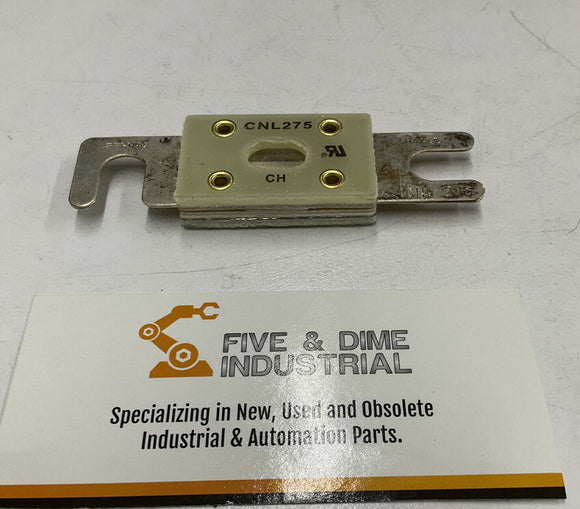 CNL275
CH
FIVE & DIME
INDUSTRIAL
Specializing in New, Used and Obsolete
Industrial & Automation Parts.